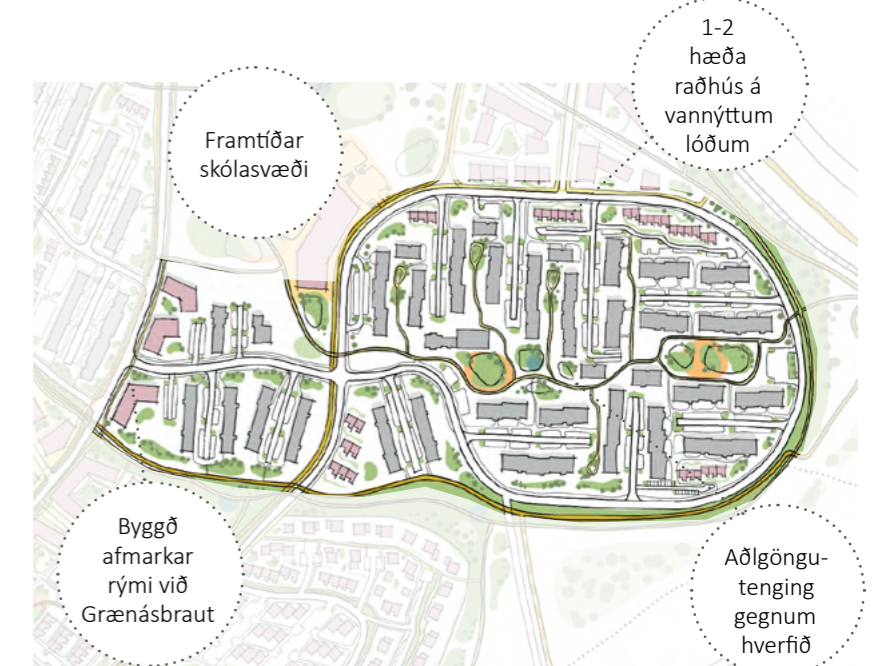 1-2
hæða
raðhús á
vannýttum
lóðum
Framtíðar
skólasvæði
Byggð
afmarkar
rými við
Grænásbraut
Aðlgöngu-
tenging
gegnum
hverfið